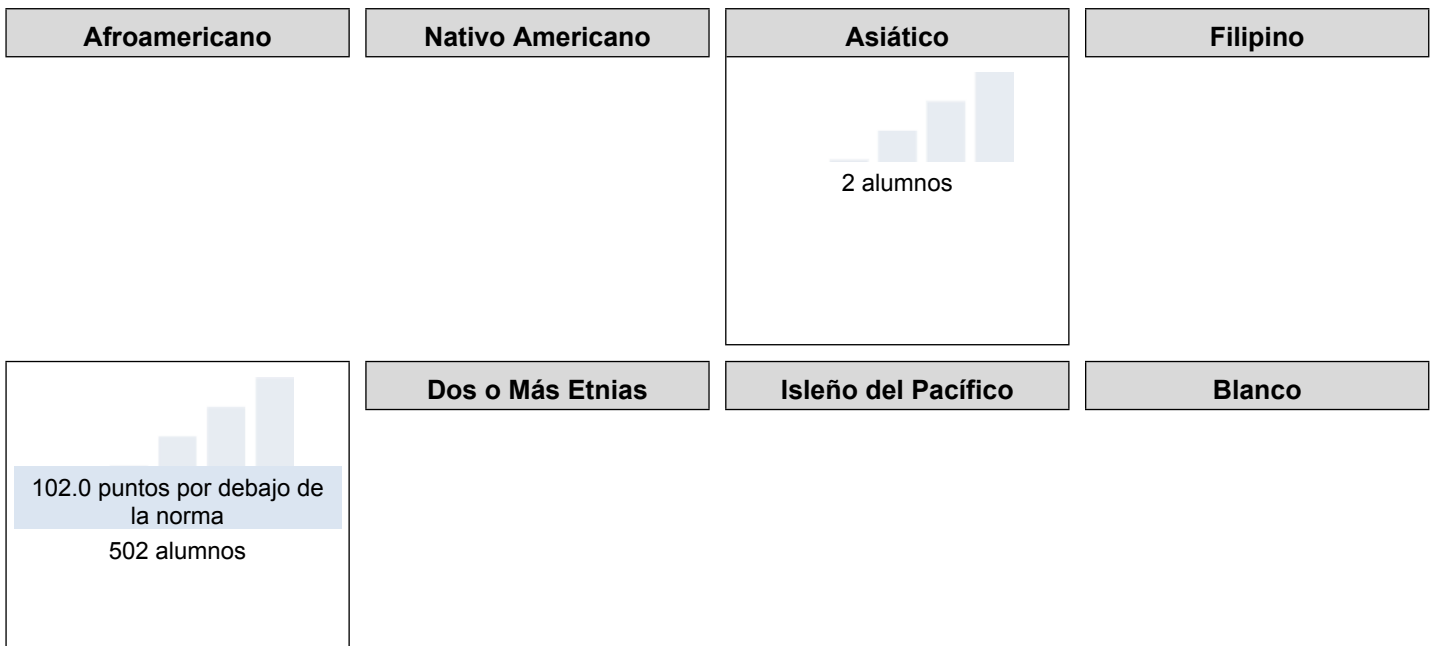 Afroamericano
Nativo Americano
Asiático
Filipino
2 alumnos
102.0 puntos por debajo de
la norma
502 alumnos
Dos o Más Etnias
Isleño del Pacífico
Blanco